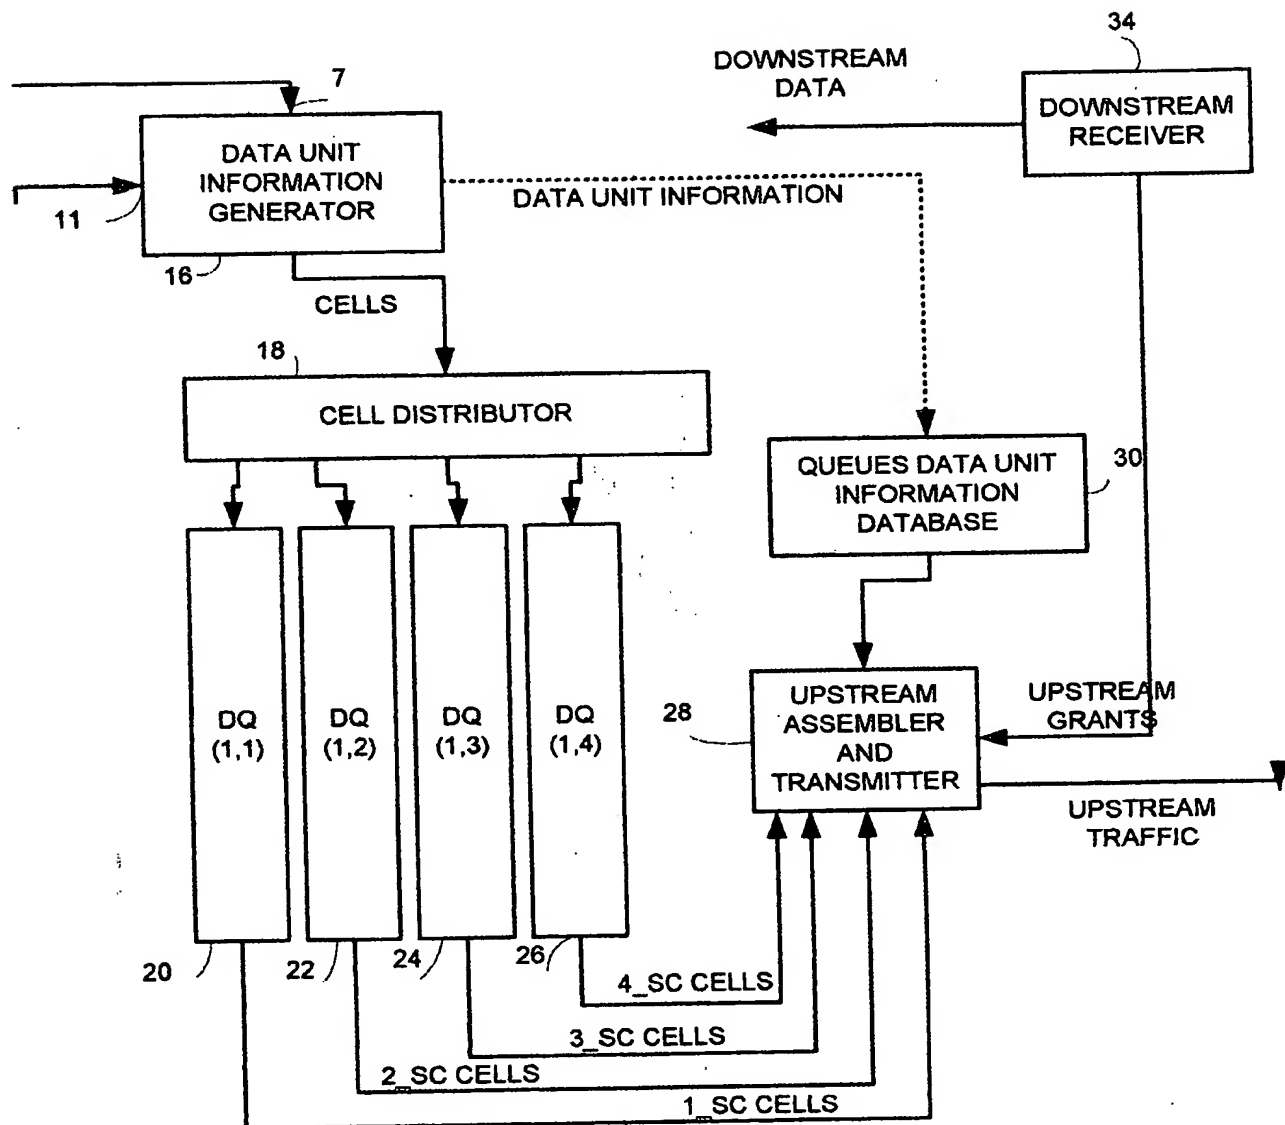 34
DOWNSTREAM
DATA
7
DOWNSTREAM
RECEIVER
DATA UNIT
INFORMATION
GENERATOR
DATA UNIT INFORMATION
11
16
CELLS
18
CELL DISTRIBUTOR
QUEUES DATA UNIT
INFORMATION
DATABASE
30
DQ
(1,1)
DQ
(1,2)
DQ
(1,3)
DQ
(1,4)
28
UPSTREAM
ASSEMBLER
AND
TRANSMITTER
UPSTREAM
GRANTS
UPSTREAM
TRAFFIC
20
22
24
26
4_SC CELLS
3_SC CELLS
2_SC CELLS
1_SC CELLS